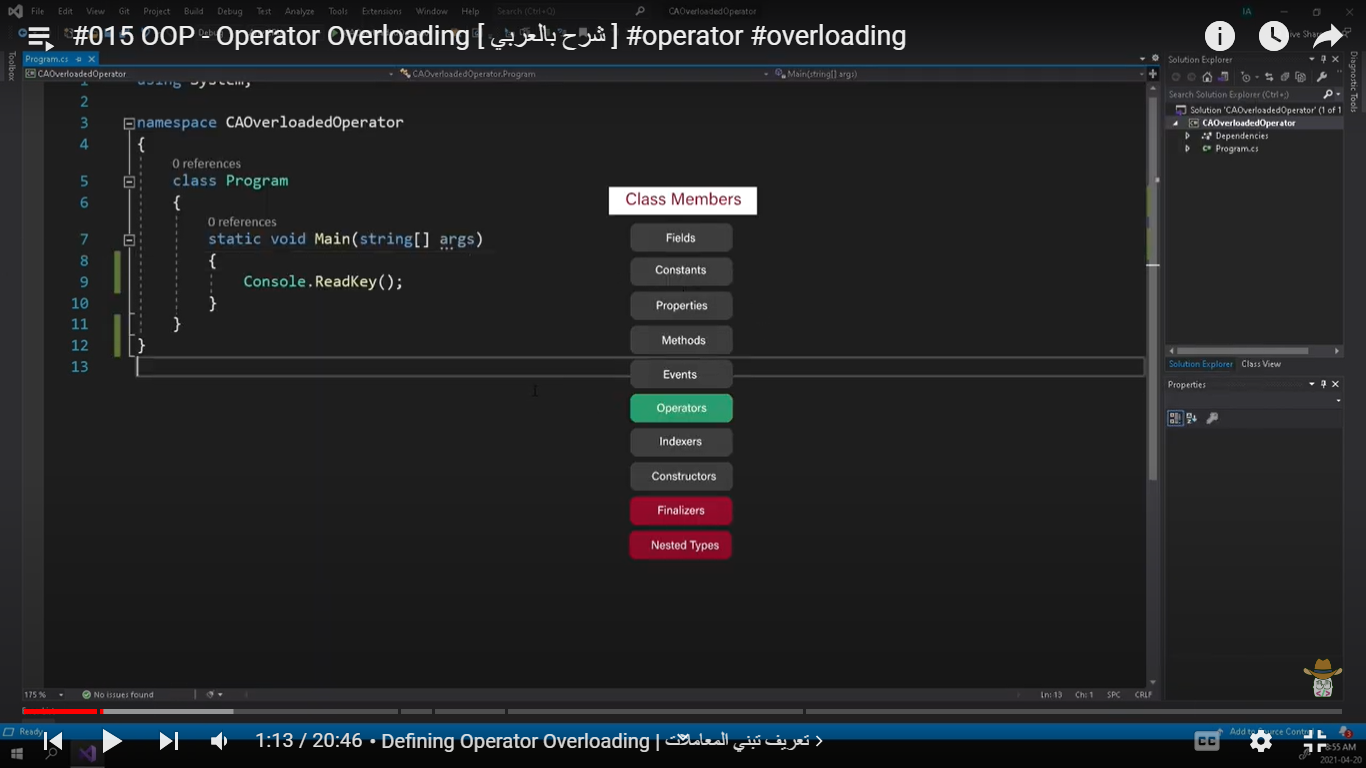 File Edit View Git Project Build Debug Test Analyze Tools Extensions Window Help Search (Ctrl+Q) CAOverloadedOperator IA
#015 OOP - Operator Overloading [ شرح بالعربي ] #operator #overloading
Live Share
Toolbox
Program.cs
CAOverloadedOperator CAOverloadedOperator.Program Main(string[] args)
1 using System;
2
3 namespace CAOverloadedOperator
4 {
0 references
5 class Program
6 {
0 references
7 static void Main(string[] args)
8 {
9 Console.ReadKey();
10 }
11 }
12 }
13
Class Members
Fields
Constants
Properties
Methods
Events
Operators
Indexers
Constructors
Finalizers
Nested Types
Solution Explorer
Search Solution Explorer (Ctrl+;)
Solution 'CAOverloadedOperator' (1 of 1
CAOverloadedOperator
Dependencies
Program.cs
Solution Explorer Class View
Properties
Diagnostic Tools
175 % No issues found Ln: 13 Ch: 1 SPC CRLF
Ready Add to Source Control 3
1:13 / 20:46 • Defining Operator Overloading | تعريف تبني المعاملات
CC
8:55 AM
2021-04-20